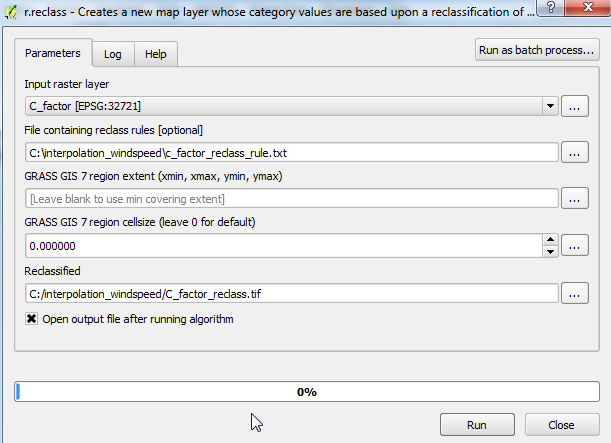 r.reclass - Creates a new map layer whose category values are based upon a reclassification of ...
Parameters Log Help Run as batch process...
Input raster layer
C_factor [EPSG:32721] ...
File containing reclass rules [optional]
C:\interpolation_windspeed\c_factor_reclass_rule.txt ...
GRASS GIS 7 region extent (xmin, xmax, ymin, ymax)
[Leave blank to use min covering extent] ...
GRASS GIS 7 region cellsize (leave 0 for default)
0.000000 ...
Reclassified
C:/interpolation_windspeed/C_factor_reclass.tif ...
Open output file after running algorithm
0%
Run Close